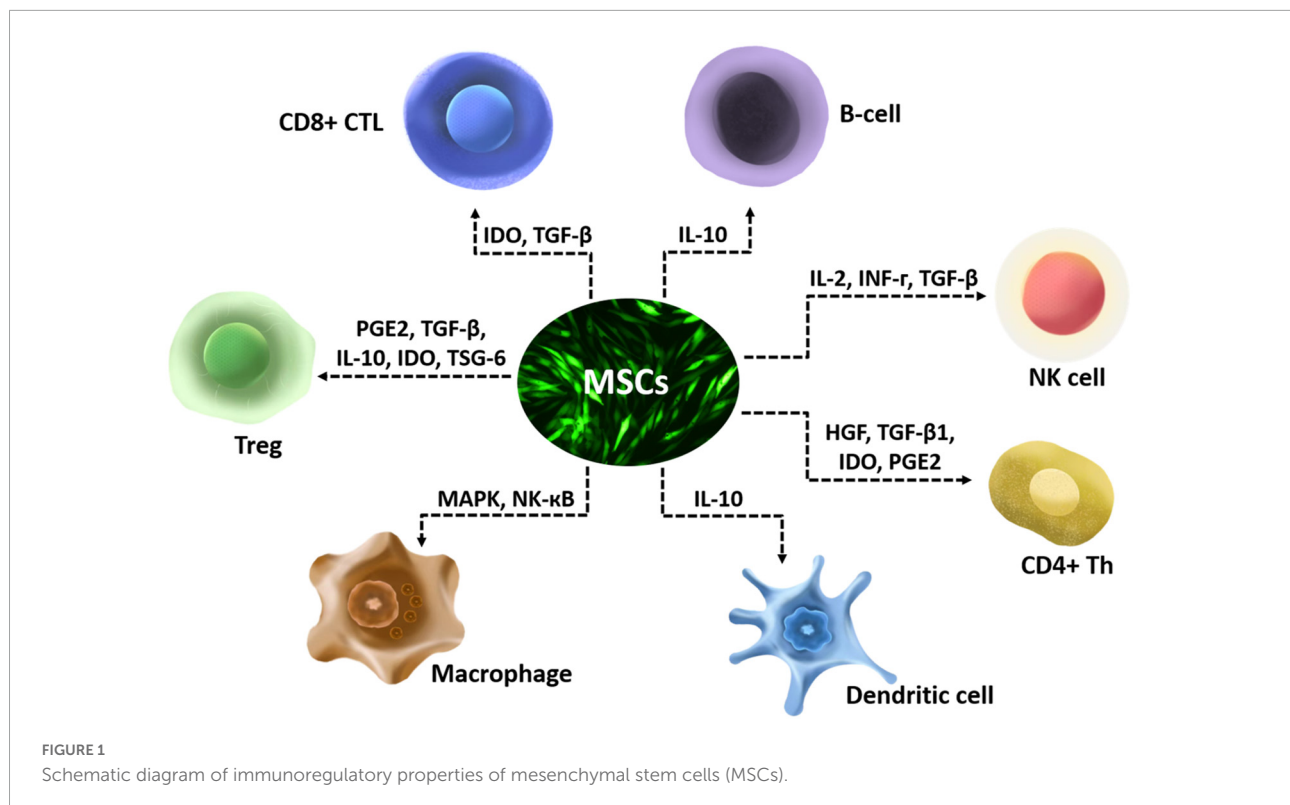 CD8+ CTL
B-cell
IDO, TGF-β
IL-10
IL-2, INF-г, TGF-β
NK cell
PGE2, TGF-β,
IL-10, IDO, TSG-6
Treg
MSCs
HGF, TGF-β1,
IDO, PGE2
CD4+ Th
MAPK, NK-κB
Macrophage
IL-10
Dendritic cell
FIGURE 1
Schematic diagram of immunoregulatory properties of mesenchymal stem cells (MSCs).